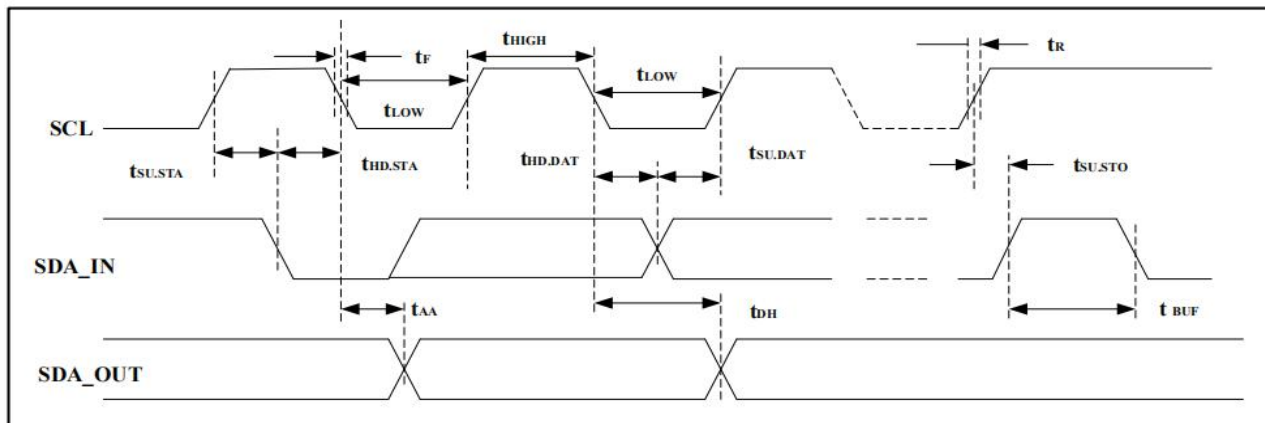 tF
tHIGH
tR
tLOW
tLOW
SCL
tSU.STA
tHD.STA
tHD.DAT
tSU.DAT
tSU.STO
SDA_IN
tAA
tDH
t BUF
SDA_OUT